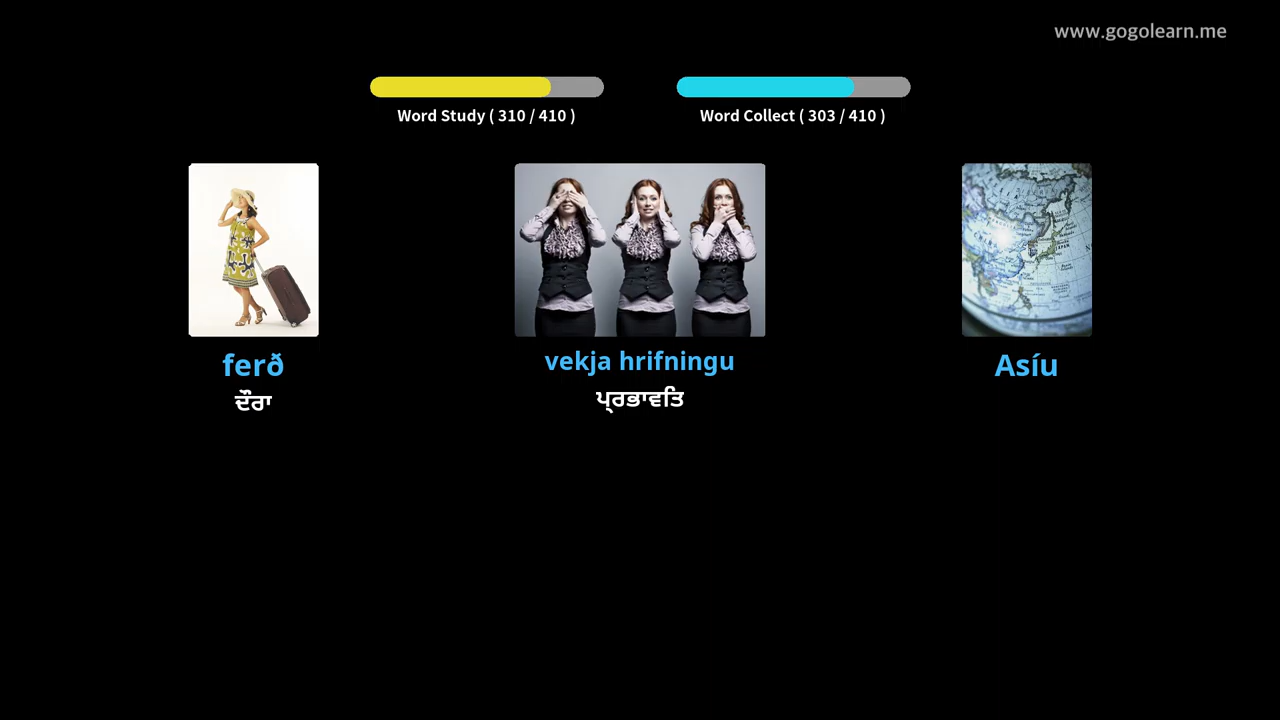 www.gogolearn.me
Word Study ( 310 / 410 )
Word Collect ( 303 / 410 )
ferð
vekja hrifningu
Asíu
ਦੌਰਾ
ਪ੍ਰਭਾਵਤਿ